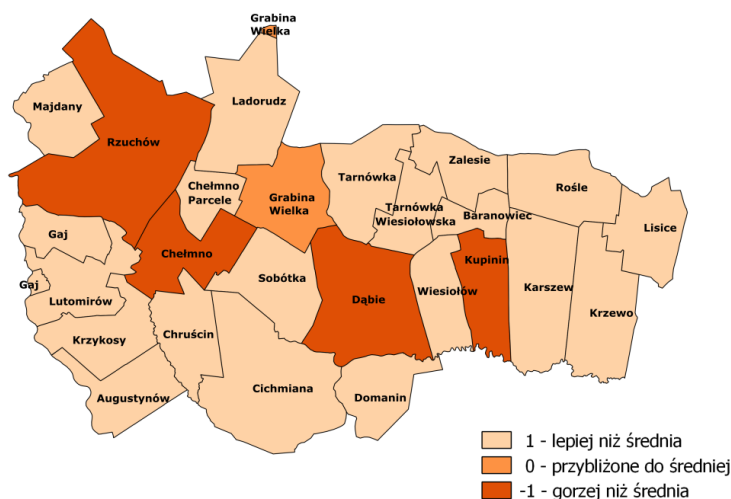 Grabina
Wielka
Majdany
Ladorudz
Rzuchów
Zalesie
Tarnówka
Chełmno
Parcele
Rośle
Grabina
Wielka
Tarnówka
Wiesiołowska
Baranowiec
Lisice
Gaj
Chełmno
Kupinin
Sobótka
Gaj
Lutomirów
Dąbie
Wiesiołów
Karszew
Krzewo
Chruścin
Krzykosy
Cichmiana
Augustynów
Domanin
1 - lepiej niż średnia
0 - przybliżone do średniej
-1 - gorzej niż średnia